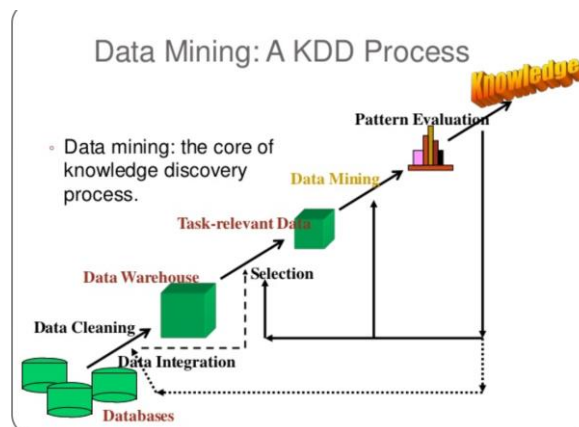 Data Mining: A KDD Process
Knowledge
Pattern Evaluation
◦ Data mining: the core of
knowledge discovery
process.
Data Mining
Task-relevant Data
Data Warehouse
Selection
Data Cleaning
Data Integration
Databases